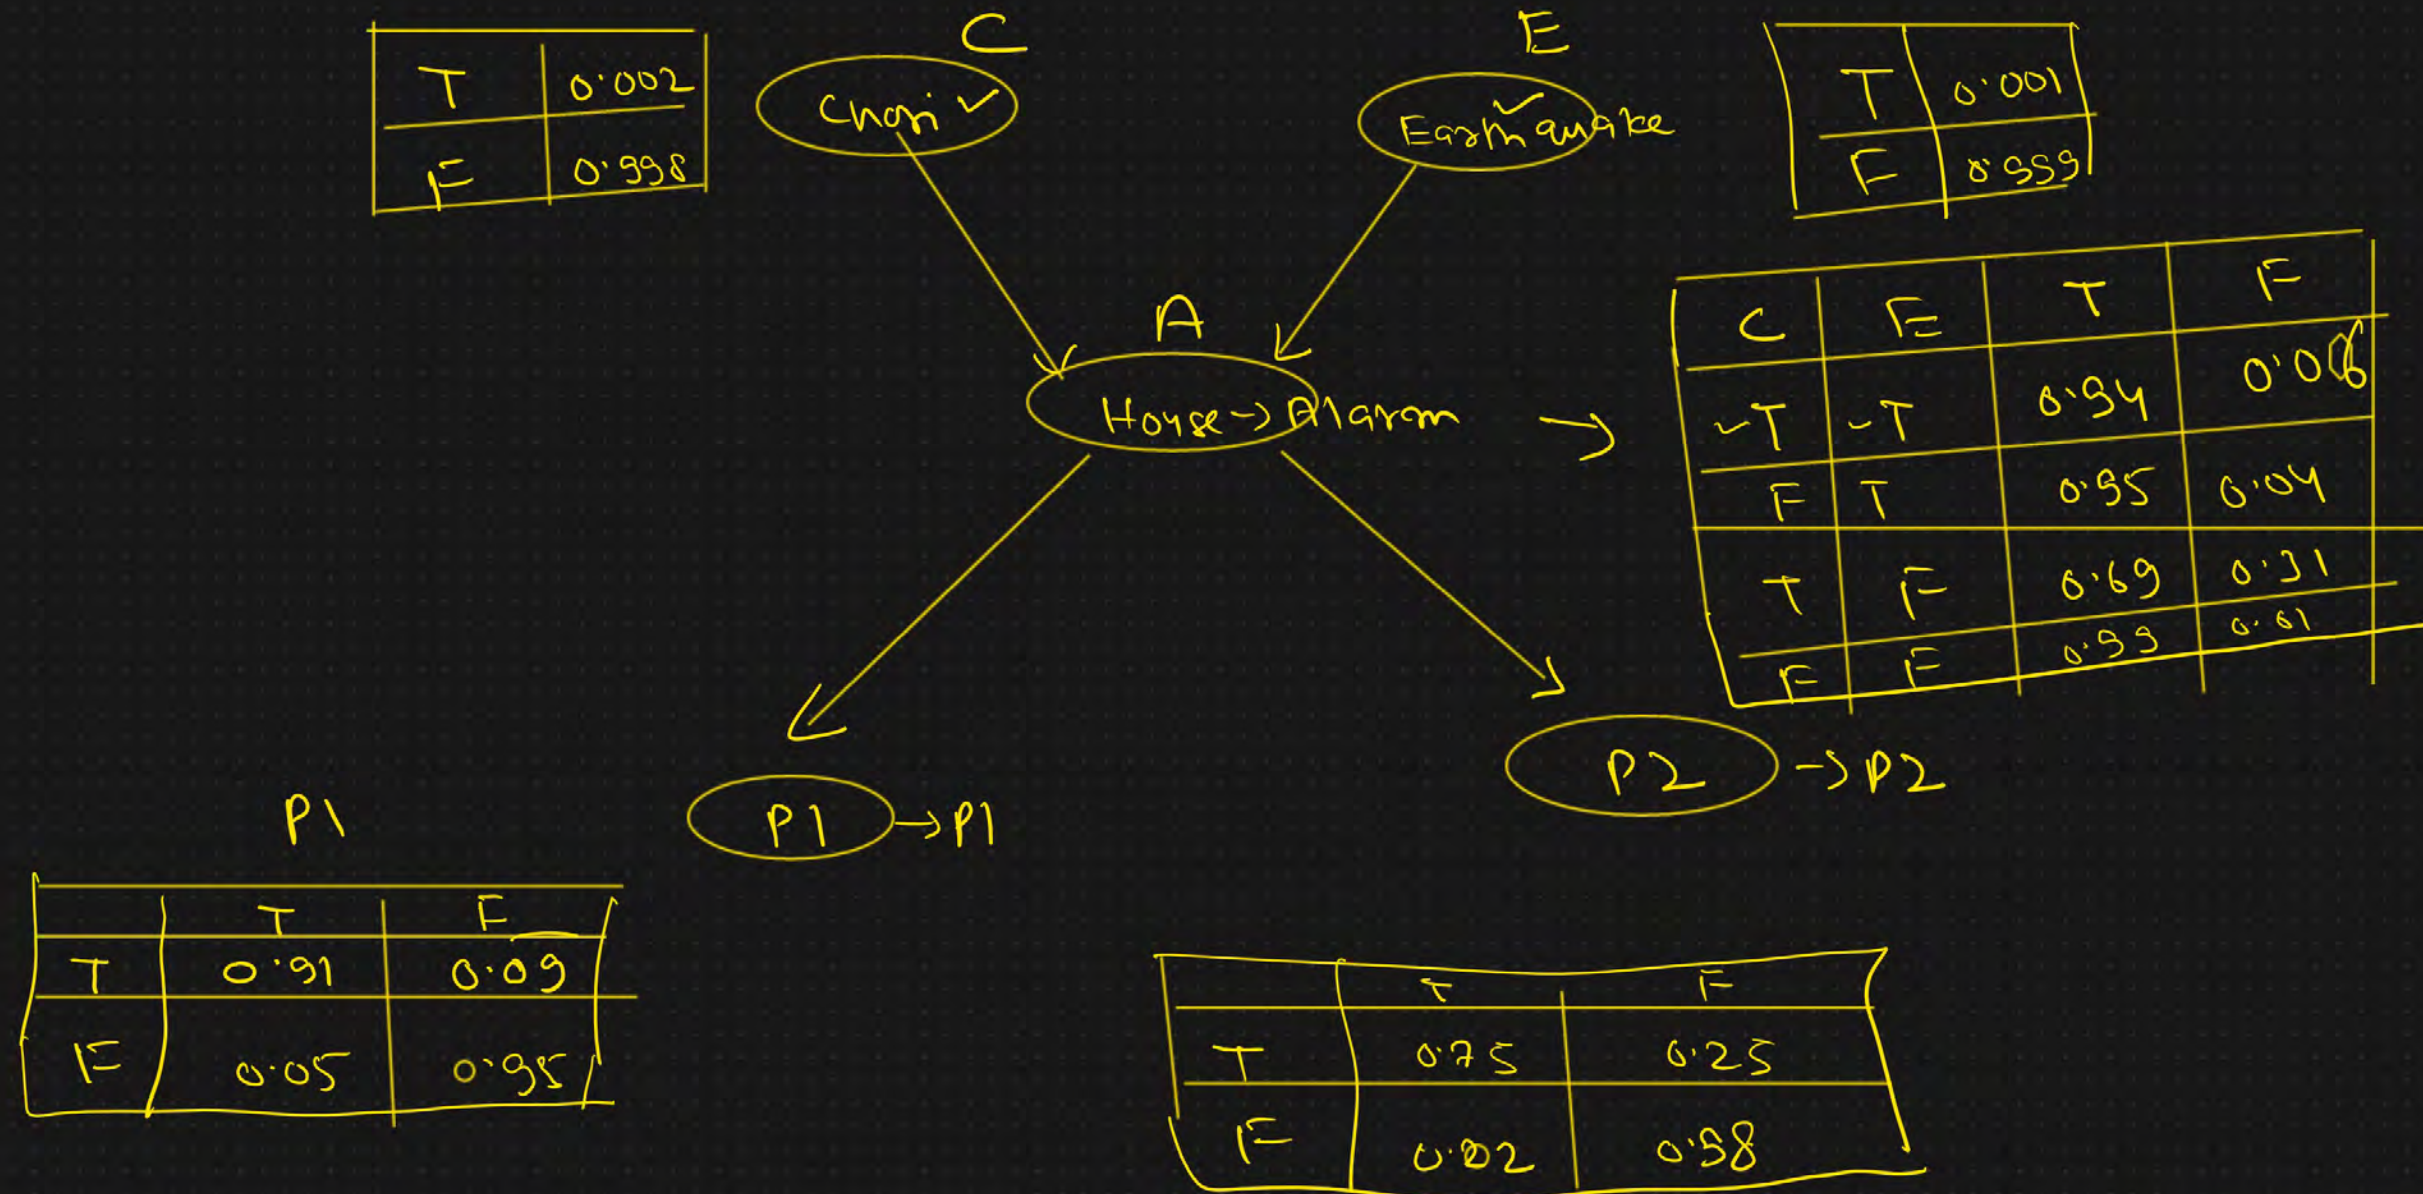 C
E
T 0.002
F 0.998
Chori ✓
Earthquake ✓
T 0.001
F 0.999
A
House -> Alarm ->
C E T F
✓T ✓T 0.94 0.06
F T 0.95 0.04
T F 0.69 0.31
F F 0.99 0.01
P1
P1 -> P1
P2 -> P2
T F
T 0.91 0.09
F 0.05 0.95
T F
T 0.75 0.25
F 0.02 0.98